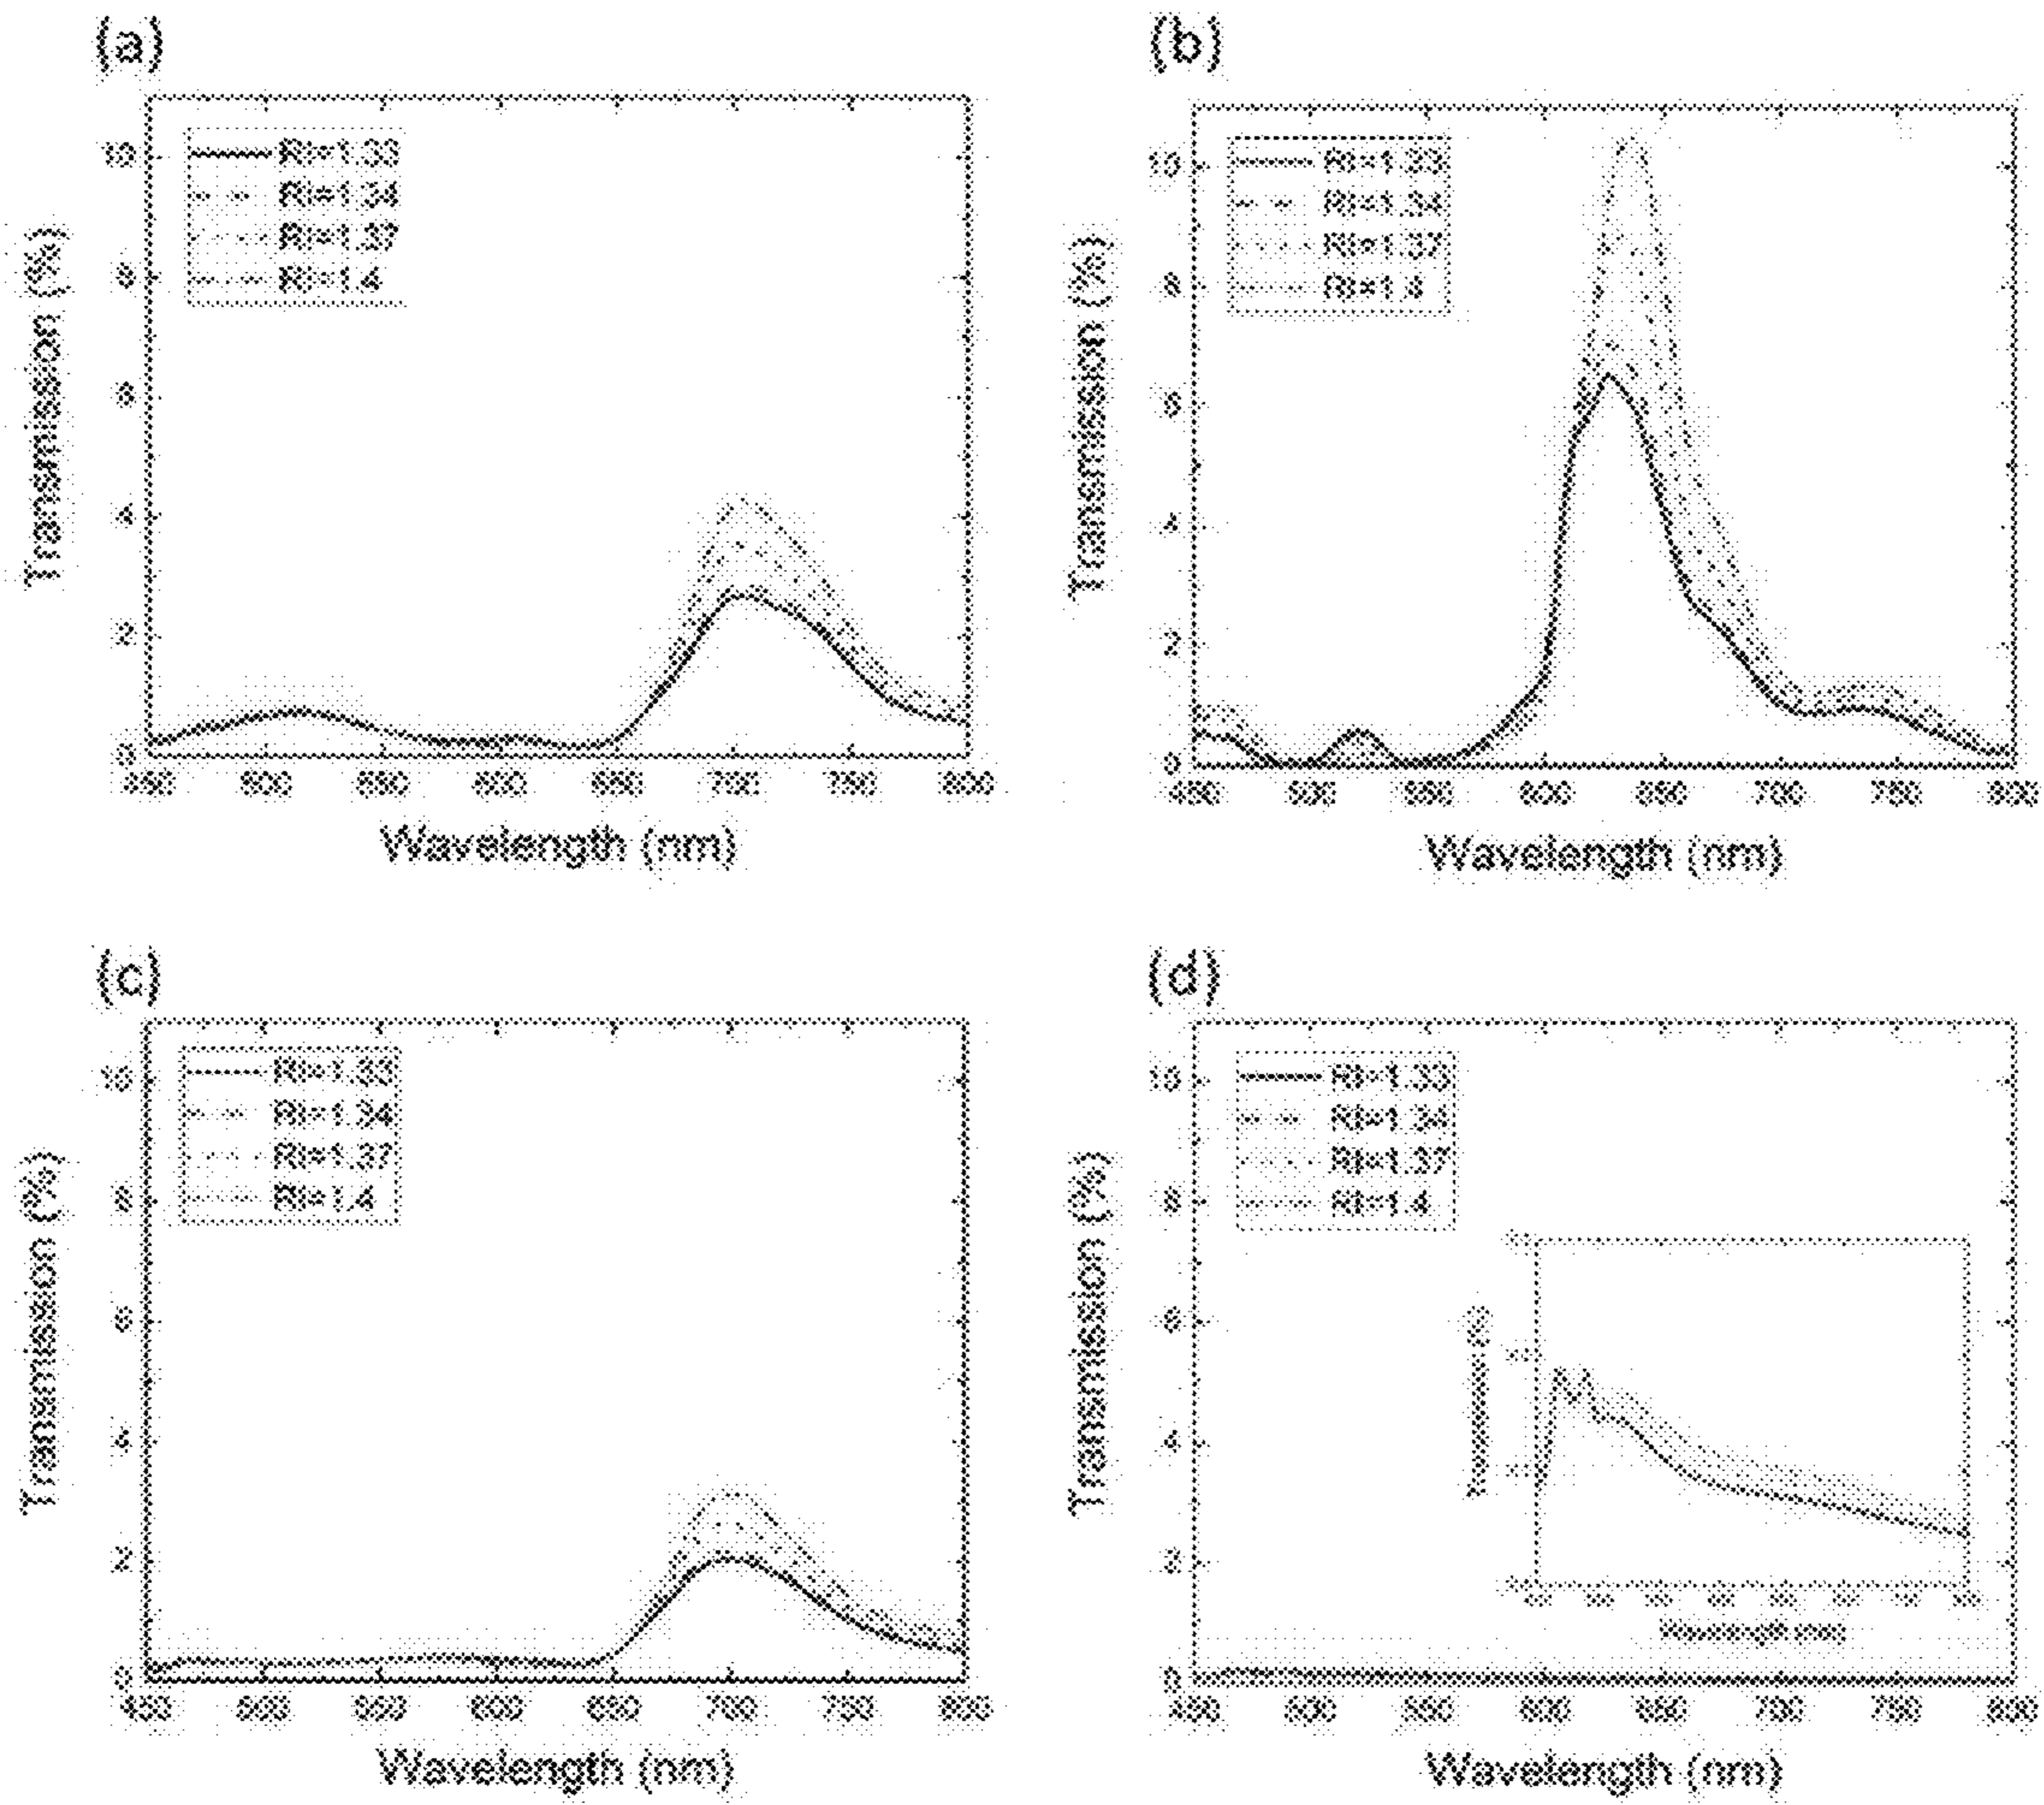 (a)
Transmission (%)
10
8
6
4
2
0
RI=1.33
RI=1.34
RI=1.37
RI=1.4
450 500 550 600 650 700 750 800
Wavelength (nm)
(b)
Transmission (%)
10
8
6
4
2
0
RI=1.33
RI=1.34
RI=1.37
RI=1.4
450 500 550 600 650 700 750 800
Wavelength (nm)
(c)
Transmission (%)
10
8
6
4
2
0
RI=1.33
RI=1.34
RI=1.37
RI=1.4
450 500 550 600 650 700 750 800
Wavelength (nm)
(d)
Transmission (%)
10
8
6
4
2
0
RI=1.33
RI=1.34
RI=1.37
RI=1.4
450 500 550 600 650 700 750 800
Wavelength (nm)